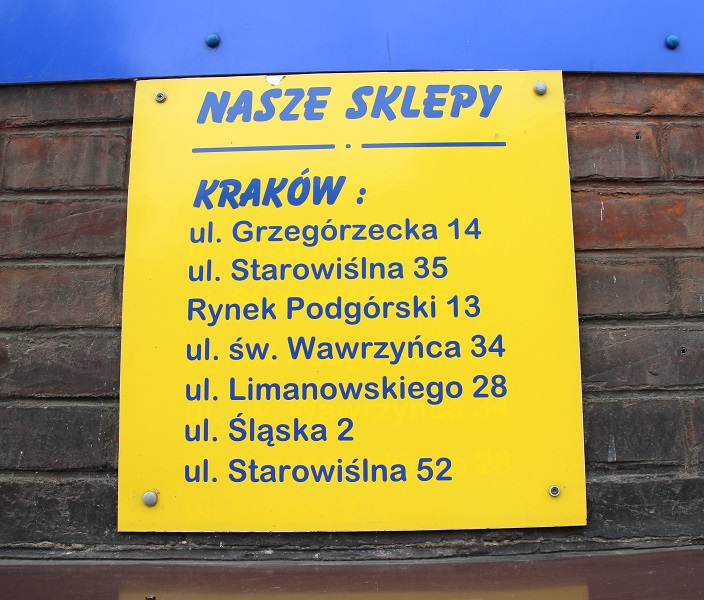 NASZE SKLEPY
KRAKÓW :
ul. Grzegórzecka 14
ul. Starowiślna 35
Rynek Podgórski 13
ul. św. Wawrzyńca 34
ul. Limanowskiego 28
ul. Śląska 2
ul. Starowiślna 52